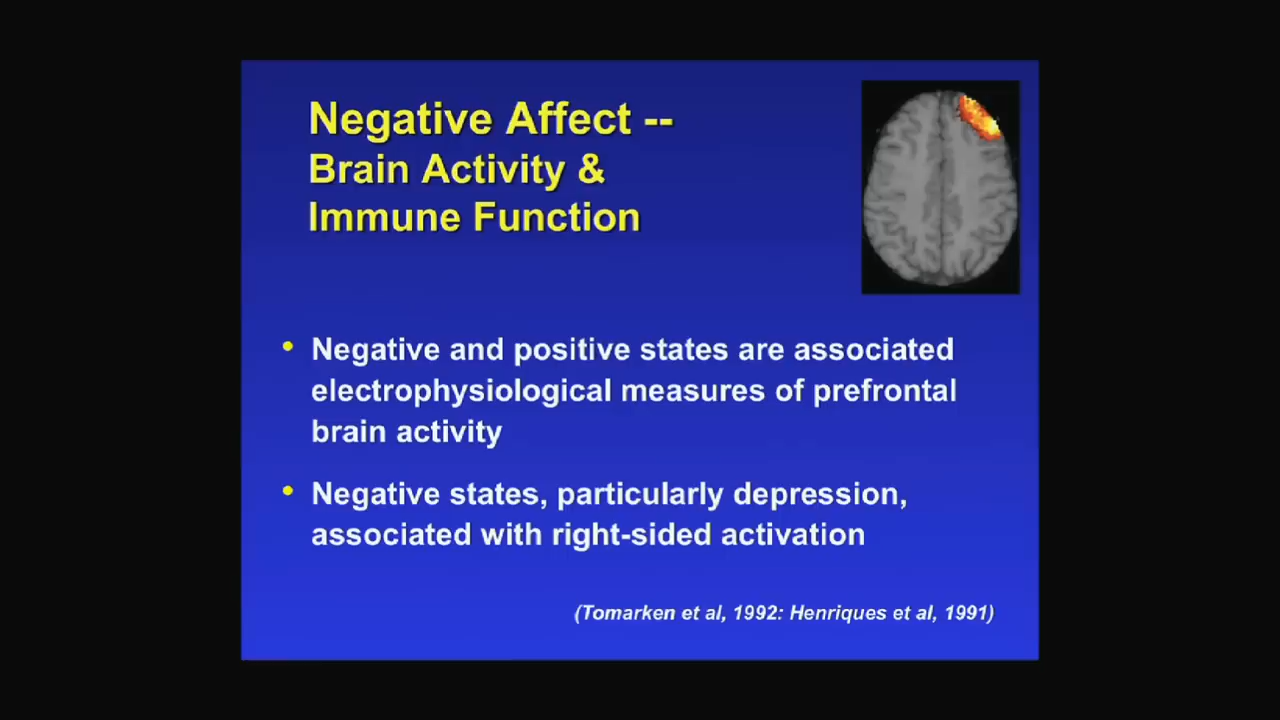 Negative Affect --
Brain Activity &
Immune Function
• Negative and positive states are associated
electrophysiological measures of prefrontal
brain activity
• Negative states, particularly depression,
associated with right-sided activation
(Tomarken et al, 1992: Henriques et al, 1991)